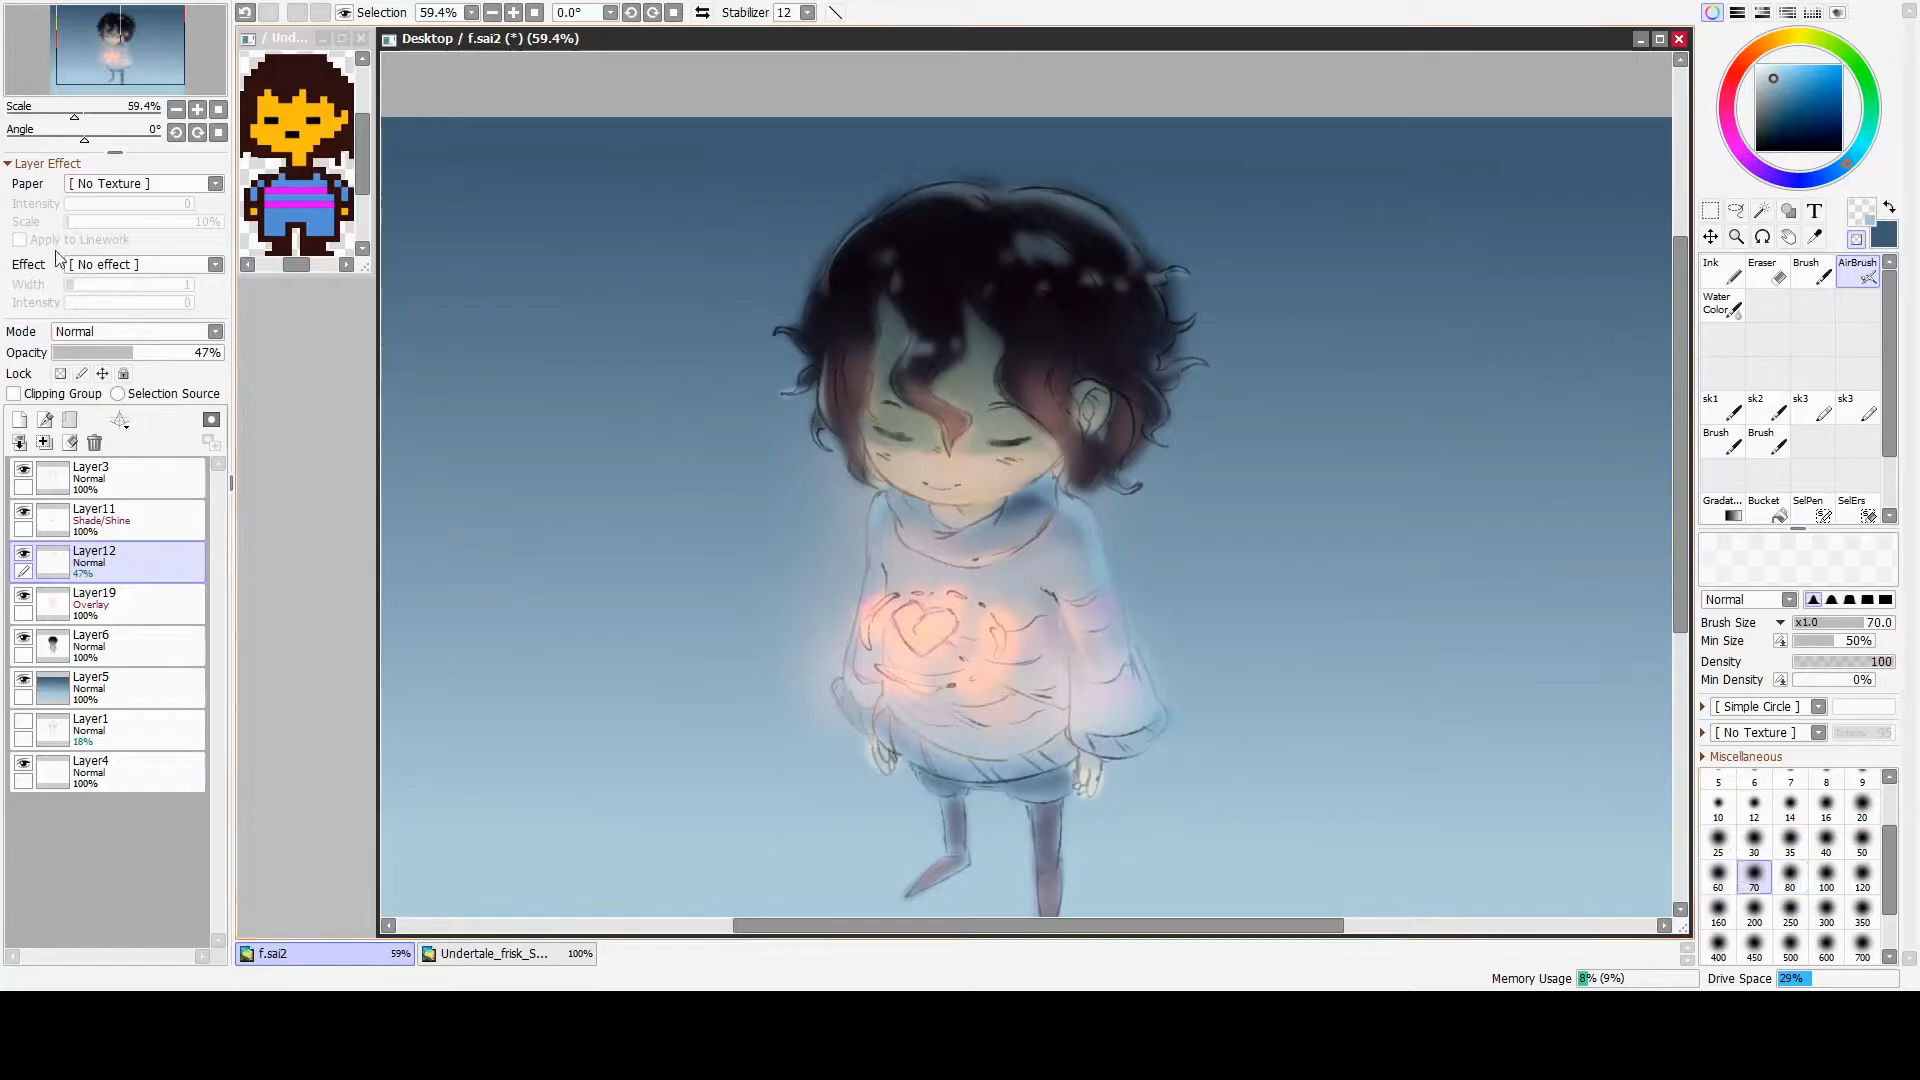 Selection 59.4% 0.0° Stabilizer 12
/ Und...
Desktop / f.sai2 (*) (59.4%)
Scale 59.4%
Angle 0°
Layer Effect
Paper [ No Texture ]
Intensity 0
Scale 10%
Apply to Linework
Effect [ No effect ]
Width 1
Intensity 0
Mode Normal
Opacity 47%
Lock
Clipping Group Selection Source
Layer3
Normal
100%
Layer11
Shade/Shine
100%
Layer12
Normal
47%
Layer19
Overlay
100%
Layer6
Normal
100%
Layer5
Normal
100%
Layer1
Normal
18%
Layer4
Normal
100%
T
Ink Eraser Brush AirBrush
Water
Color
sk1 sk2 sk3 sk3
Brush Brush
Gradat... Bucket SelPen SelErs
Normal
Brush Size x1.0 70.0
Min Size 50%
Density 100
Min Density 0%
[ Simple Circle ]
[ No Texture ] Intens. 95
Miscellaneous
5 6 7 8 9
10 12 14 16 20
25 30 35 40 50
60 70 80 100 120
160 200 250 300 350
400 450 500 600 700
f.sai2 59% Undertale_frisk_S... 100%
Memory Usage 8% (9%) Drive Space 29%